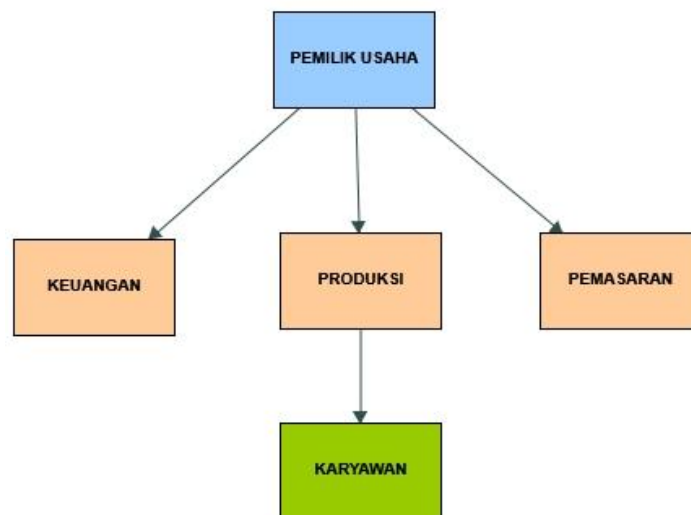 PEMILIK USAHA
KEUANGAN
PRODUKSI
PEMASARAN
KARYAWAN